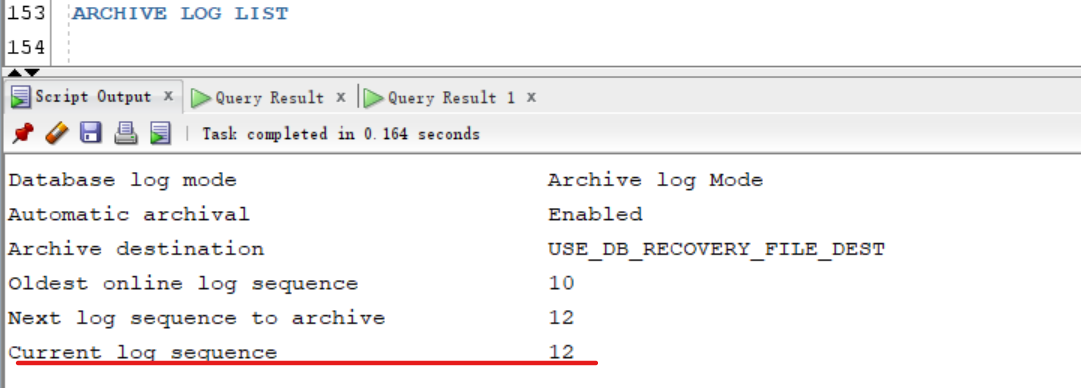 153 ARCHIVE LOG LIST
154
Script Output x Query Result x Query Result 1 x
Task completed in 0.164 seconds
Database log mode Archive log Mode
Automatic archival Enabled
Archive destination USE_DB_RECOVERY_FILE_DEST
Oldest online log sequence 10
Next log sequence to archive 12
Current log sequence 12